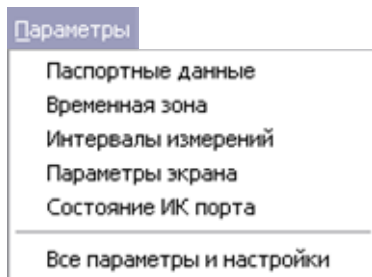 Параметры
Паспортные данные
Временная зона
Интервалы измерений
Параметры экрана
Состояние ИК порта
Все параметры и настройки